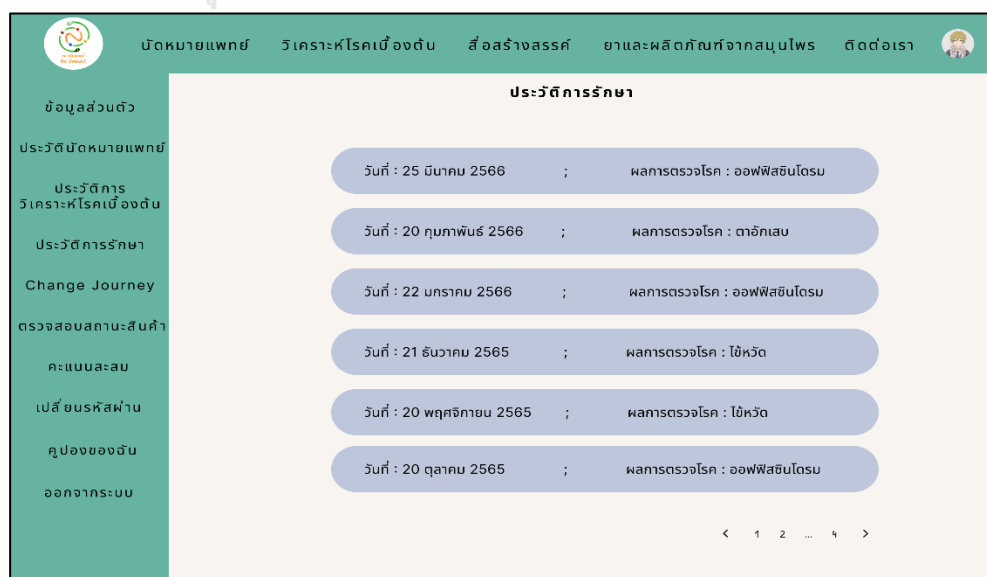 นัดหมายแพทย์ วิเคราะห์โรคเบื้องต้น สื่อสร้างสรรค์ ยาและผลิตภัณฑ์จากสมุนไพร ติดต่อเรา
ประวัติการรักษา
ข้อมูลส่วนตัว
ประวัตินัดหมายแพทย์
ประวัติการ
วิเคราะห์โรคเบื้องต้น
ประวัติการรักษา
Change Journey
ตรวจสอบสถานะสินค้า
คะแนนสะสม
เปลี่ยนรหัสผ่าน
คูปองของฉัน
ออกจากระบบ
วันที่ : 25 มีนาคม 2566 ; ผลการตรวจโรค : ออฟฟิสซินโดรม
วันที่ : 20 กุมภาพันธ์ 2566 ; ผลการตรวจโรค : ตาอักเสบ
วันที่ : 22 มกราคม 2566 ; ผลการตรวจโรค : ออฟฟิสซินโดรม
วันที่ : 21 ธันวาคม 2565 ; ผลการตรวจโรค : ไข้หวัด
วันที่ : 20 พฤศจิกายน 2565 ; ผลการตรวจโรค : ไข้หวัด
วันที่ : 20 ตุลาคม 2565 ; ผลการตรวจโรค : ออฟฟิสซินโดรม
< 1 2 ... 4 >